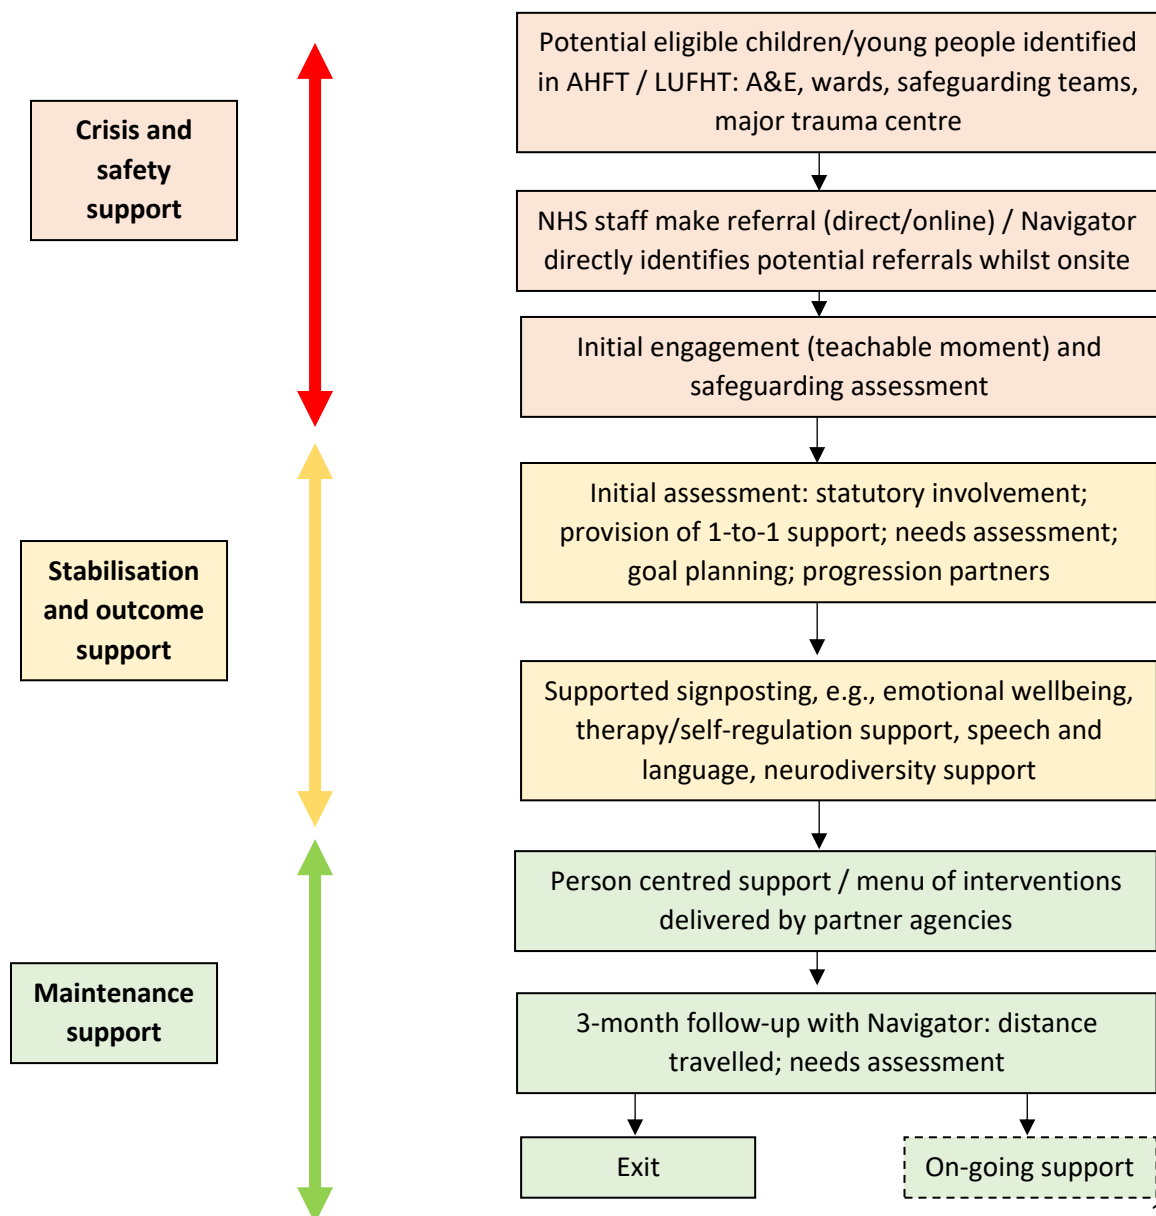 Potential eligible children/young people identified
in AHFT / LUFHT: A&E, wards, safeguarding teams,
major trauma centre
Crisis and
safety
support
NHS staff make referral (direct/online) / Navigator
directly identifies potential referrals whilst onsite
Initial engagement (teachable moment) and
safeguarding assessment
Initial assessment: statutory involvement;
provision of 1-to-1 support; needs assessment;
goal planning; progression partners
Stabilisation
and outcome
support
Supported signposting, e.g., emotional wellbeing,
therapy/self-regulation support, speech and
language, neurodiversity support
Person centred support / menu of interventions
delivered by partner agencies
Maintenance
support
3-month follow-up with Navigator: distance
travelled; needs assessment
Exit
On-going support